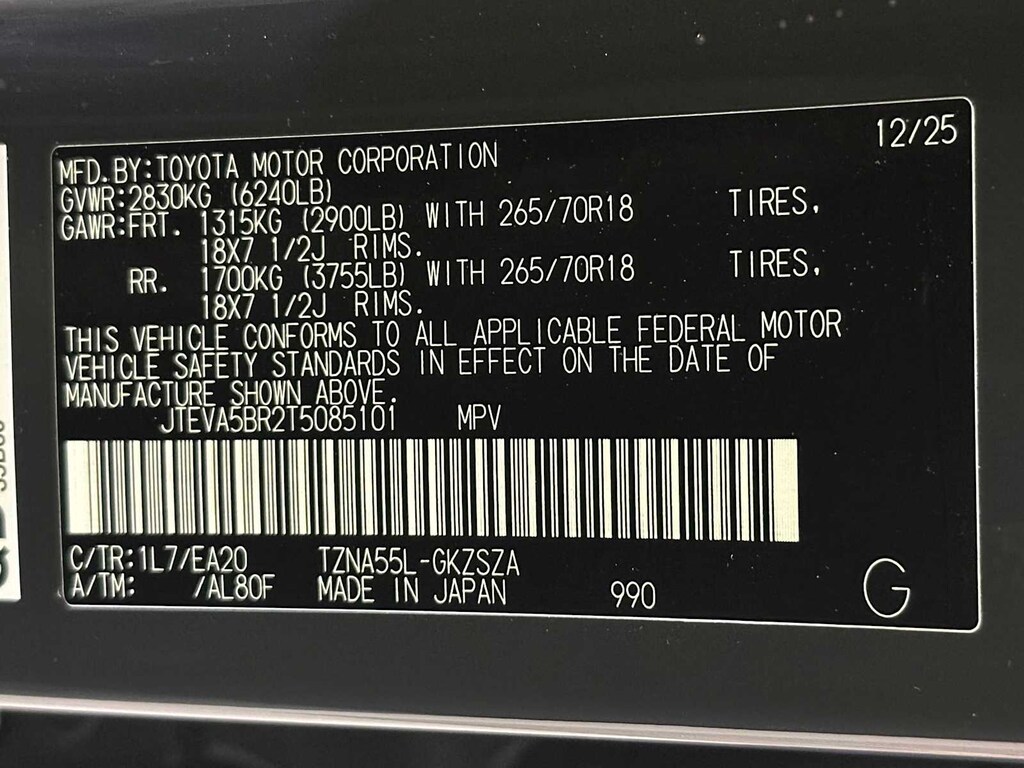 12/25
MFD. BY: TOYOTA MOTOR CORPORATION
GVWR: 2830KG (6240LB)
GAWR: FRT. 1315KG (2900LB) WITH 265/70R18 TIRES,
18X7 1/2J RIMS.
RR. 1700KG (3755LB) WITH 265/70R18 TIRES,
18X7 1/2J RIMS.
THIS VEHICLE CONFORMS TO ALL APPLICABLE FEDERAL MOTOR
VEHICLE SAFETY STANDARDS IN EFFECT ON THE DATE OF
MANUFACTURE SHOWN ABOVE.
JTEVA5BR2T5085101 MPV
C/TR: 1L7/EA20 TZNA55L-GKZSZA
A/TM: /AL80F MADE IN JAPAN 990
G